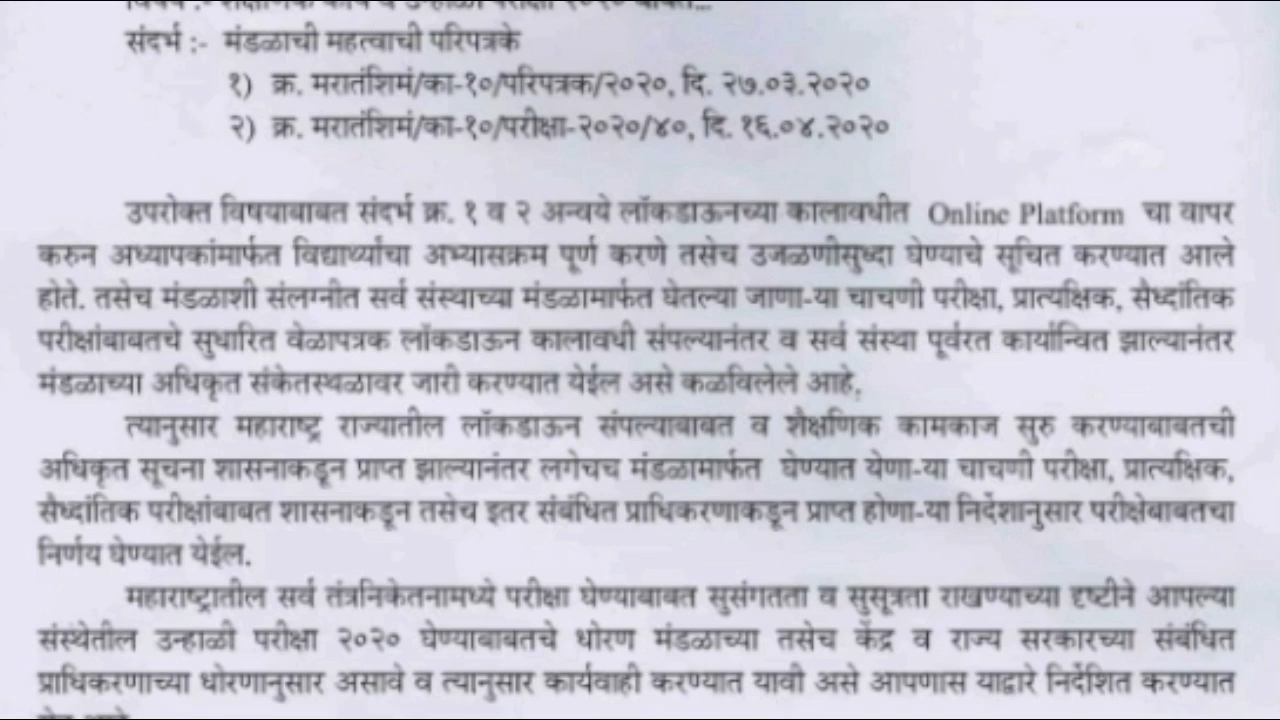 विषय :- शैक्षणिक कार्य व उन्हाळी परीक्षा २०२० बाबत...
संदर्भ :- मंडळाची महत्वाची परिपत्रके
१) क्र. मरातंशिमं/का-१०/परिपत्रक/२०२०, दि. २७.०३.२०२०
२) क्र. मरातंशिमं/का-१०/परीक्षा-२०२०/४०, दि. १६.०४.२०२०
उपरोक्त विषयाबाबत संदर्भ क्र. १ व २ अन्वये लॉकडाऊनच्या कालावधीत Online Platform चा वापर
करुन अध्यापकांमार्फत विद्यार्थ्यांचा अभ्यासक्रम पूर्ण करणे तसेच उजळणीसुध्दा घेण्याचे सूचित करण्यात आले
होते. तसेच मंडळाशी संलग्नीत सर्व संस्थाच्या मंडळामार्फत घेतल्या जाणा-या चाचणी परीक्षा, प्रात्यक्षिक, सैध्दांतिक
परीक्षांबाबतचे सुधारित वेळापत्रक लॉकडाऊन कालावधी संपल्यानंतर व सर्व संस्था पूर्वरत कार्यान्वित झाल्यानंतर
मंडळाच्या अधिकृत संकेतस्थळावर जारी करण्यात येईल असे कळविलेले आहे.
त्यानुसार महाराष्ट्र राज्यातील लॉकडाऊन संपल्याबाबत व शैक्षणिक कामकाज सुरु करण्याबाबतची
अधिकृत सूचना शासनाकडून प्राप्त झाल्यानंतर लगेचच मंडळामार्फत घेण्यात येणा-या चाचणी परीक्षा, प्रात्यक्षिक,
सैध्दांतिक परीक्षांबाबत शासनाकडून तसेच इतर संबंधित प्राधिकरणाकडून प्राप्त होणा-या निर्देशानुसार परीक्षेबाबतचा
निर्णय घेण्यात येईल.
महाराष्ट्रातील सर्व तंत्रनिकेतनामध्ये परीक्षा घेण्याबाबत सुसंगतता व सुसूत्रता राखण्याच्या दृष्टीने आपल्या
संस्थेतील उन्हाळी परीक्षा २०२० घेण्याबाबतचे धोरण मंडळाच्या तसेच केंद्र व राज्य सरकारच्या संबंधित
प्राधिकरणाच्या धोरणानुसार असावे व त्यानुसार कार्यवाही करण्यात यावी असे आपणास याद्वारे निर्देशित करण्यात